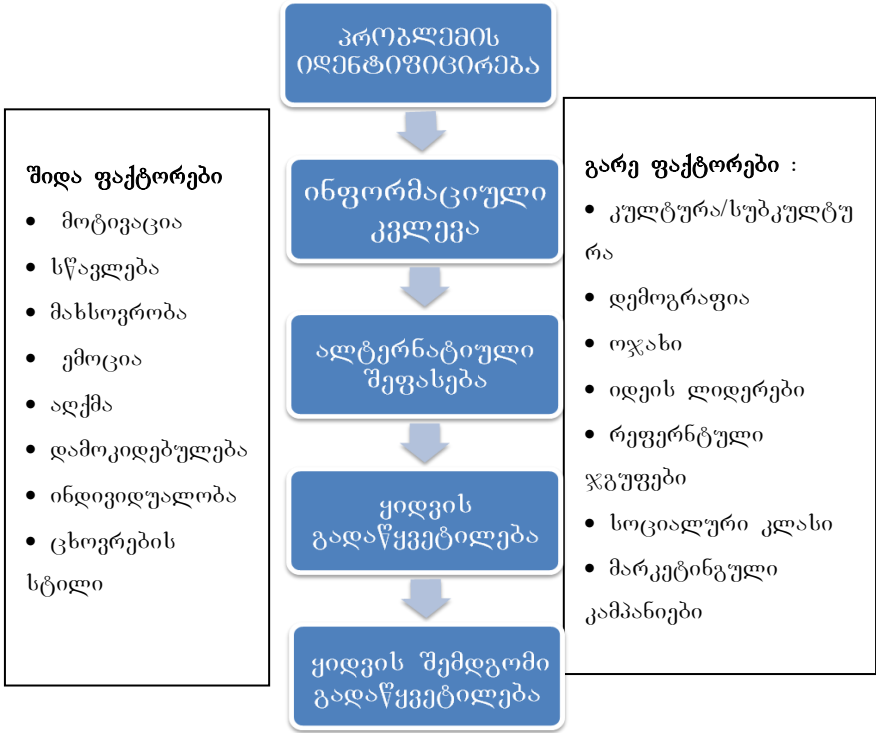 პრობლემის
იდენტიფიცირება
ინფორმაციული
კვლევა
ალტერნატიული
შეფასება
ყიდვის
გადაწყვეტილება
ყიდვის შემდგომი
გადაწყვეტილება
შიდა ფაქტორები
• მოტივაცია
• სწავლება
• მახსოვრობა
• ემოცია
• აღქმა
• დამოკიდებულება
• ინდივიდუალობა
• ცხოვრების
სტილი
გარე ფაქტორები :
• კულტურა/სუბკულტუ
რა
• დემოგრაფია
• ოჯახი
• იდეის ლიდერები
• რეფერნტული
ჯგუფები
• სოციალური კლასი
• მარკეტინგული
კამპანიები